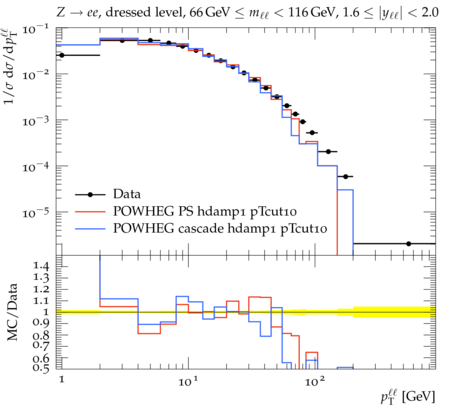 Z → ee, dressed level, 66 GeV ≤ mℓℓ < 116 GeV, 1.6 ≤ |yℓℓ| < 2.0
1/σ dσ/dpTℓℓ
10⁻¹
10⁻²
10⁻³
10⁻⁴
10⁻⁵
Data
POWHEG PS hdamp1 pTcut10
POWHEG cascade hdamp1 pTcut10
MC/Data
1.4
1.3
1.2
1.1
1
0.9
0.8
0.7
0.6
0.5
1
10¹
10²
pTℓℓ [GeV]